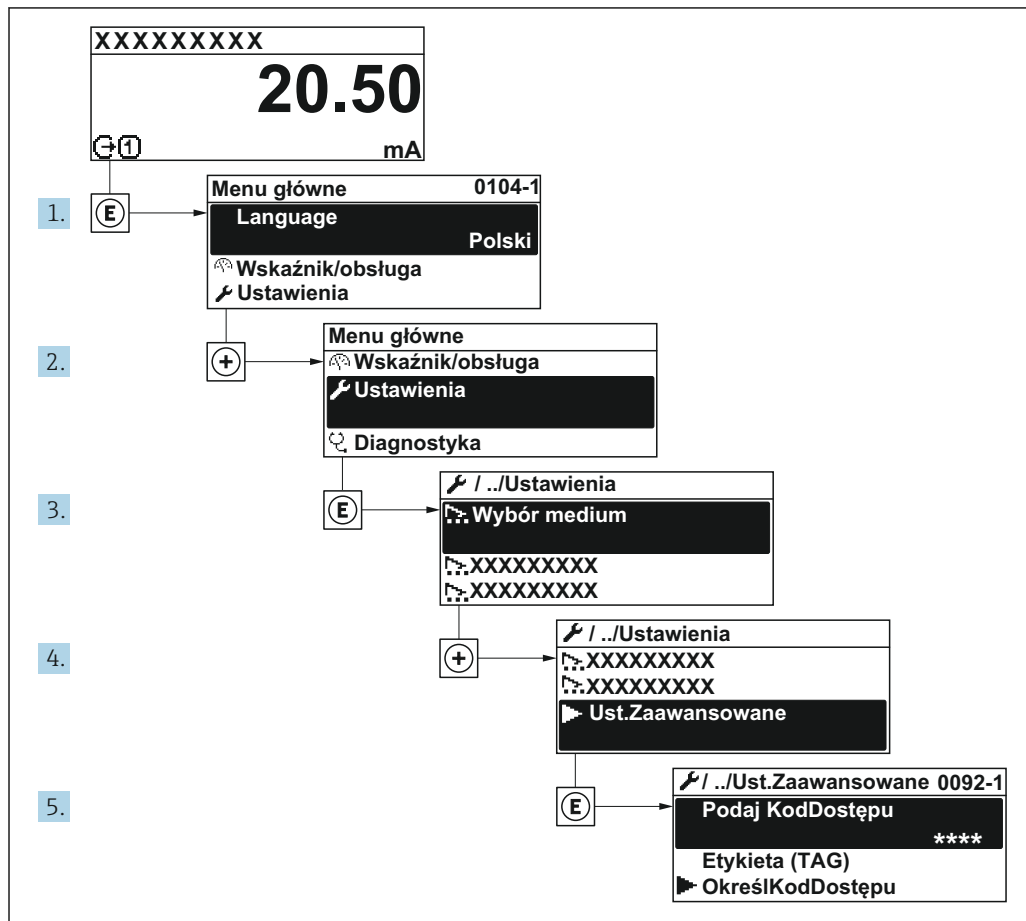 XXXXXXXXX
20.50
1 mA
1.
E
Menu główne 0104-1
Language
Polski
Wskaźnik/obsługa
Ustawienia
2.
+
Menu główne
Wskaźnik/obsługa
Ustawienia
Diagnostyka
3.
E
/ ../Ustawienia
Wybór medium
XXXXXXXXX
XXXXXXXXX
4.
+
/ ../Ustawienia
XXXXXXXXX
XXXXXXXXX
Ust.Zaawansowane
5.
E
/ ../Ust.Zaawansowane 0092-1
Podaj KodDostępu
****
Etykieta (TAG)
OkreślKodDostępu